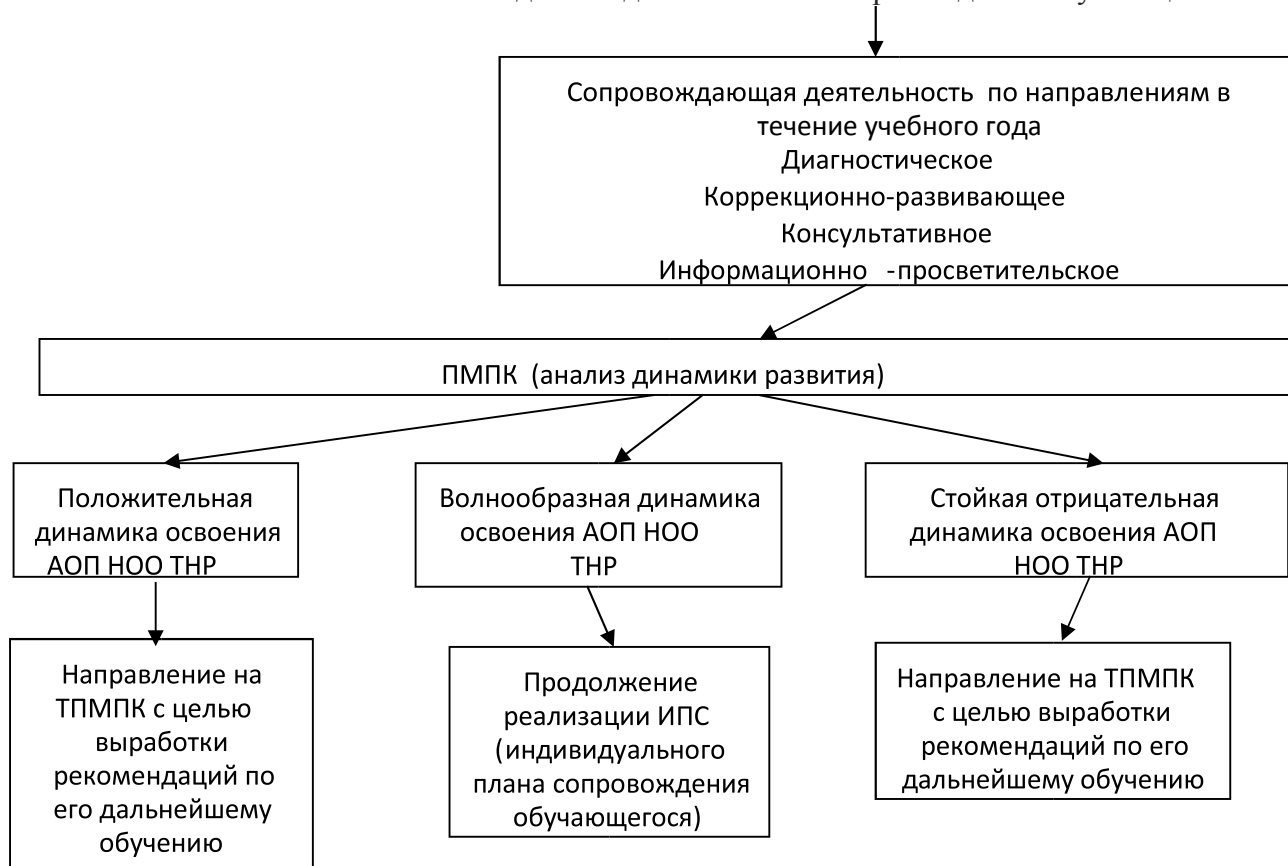 Сопровождающая деятельность по направлениям в
течение учебного года
Диагностическое
Коррекционно-развивающее
Консультативное
Информационно -просветительское
ПМПК (анализ динамики развития)
Положительная
динамика освоения
АОП НОО ТНР
Волнообразная динамика
освоения АОП НОО
ТНР
Стойкая отрицательная
динамика освоения АОП
НОО ТНР
Направление на
ТПМПК с целью
выработки
рекомендаций по
его дальнейшему
обучению
Продолжение
реализации ИПС
(индивидуального
плана сопровождения
обучающегося)
Направление на ТПМПК
с целью выработки
рекомендаций по его
дальнейшему обучению